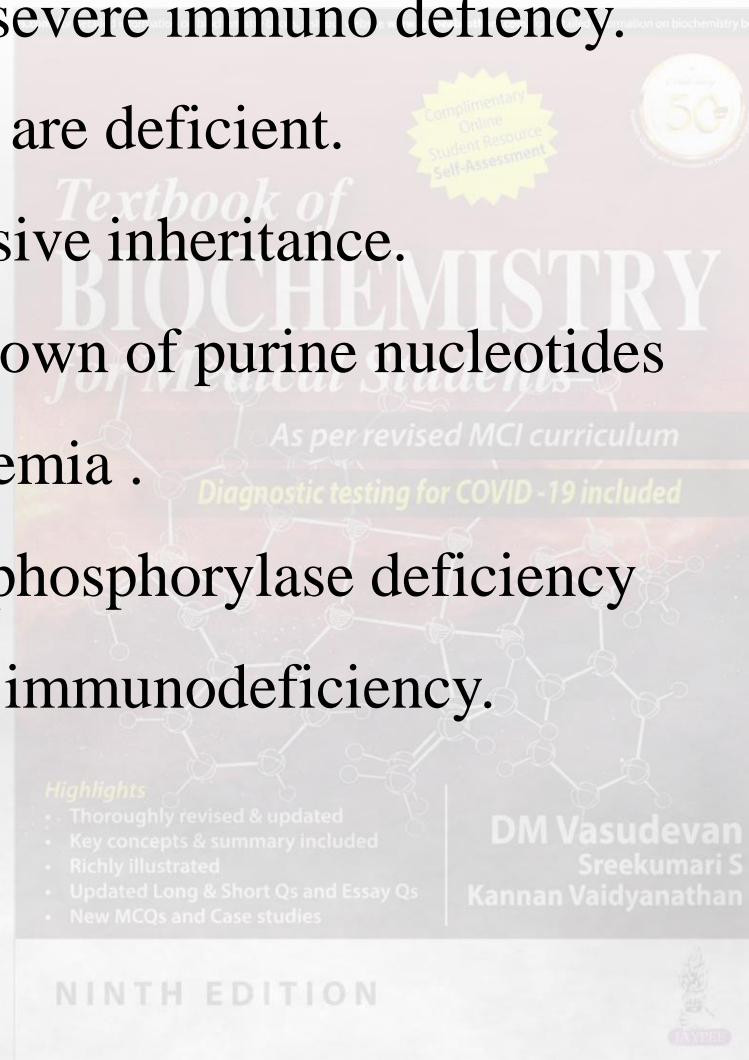 severe immuno defiency.
Complimentary
Online
Student Resource
Self-Assessment
50
are deficient.
Textbook of
sive inheritance.
BIOCHEMISTRY
own of purine nucleotides
for Medical Students
As per revised MCI curriculum
emia .
Diagnostic testing for COVID -19 included
phosphorylase deficiency
immunodeficiency.
Highlights
• Thoroughly revised & updated
• Key concepts & summary included
• Richly illustrated
• Updated Long & Short Qs and Essay Qs
• New MCQs and Case studies
DM Vasudevan
Sreekumari S
Kannan Vaidyanathan
NINTH EDITION
JAYPEE